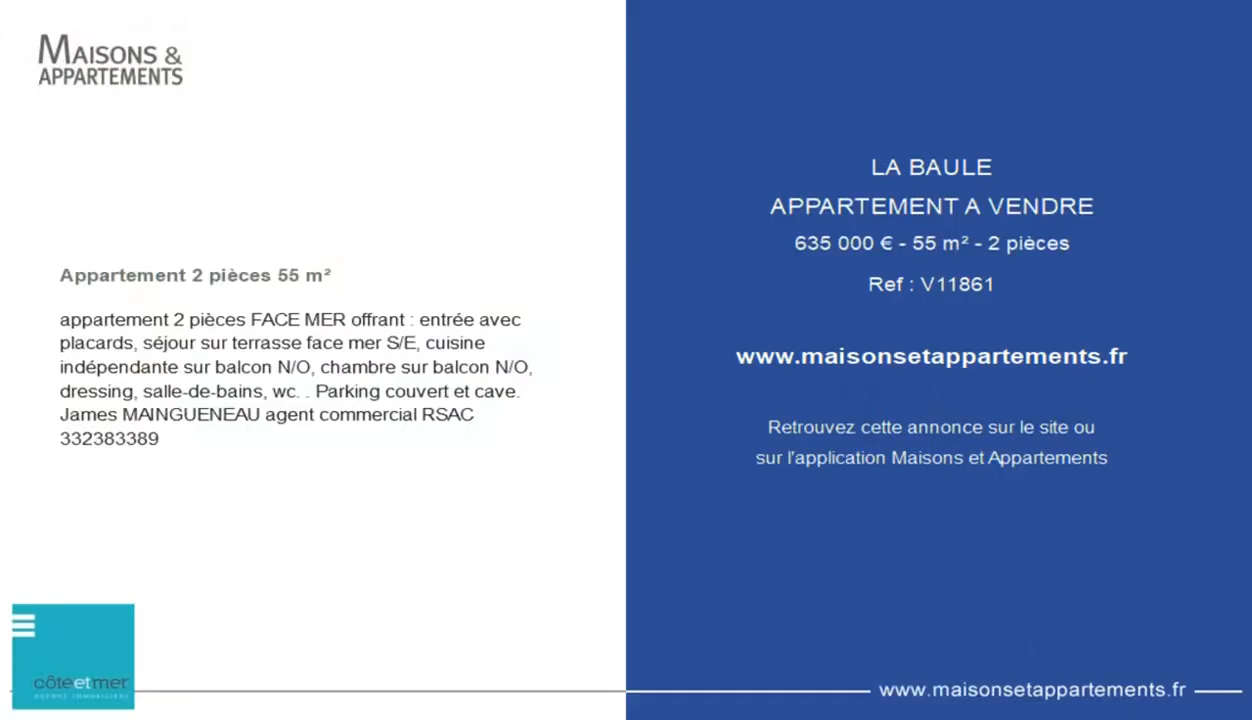 MAISONS &
APPARTEMENTS
Appartement 2 pièces 55 m²
appartement 2 pièces FACE MER offrant : entrée avec
placards, séjour sur terrasse face mer S/E, cuisine
indépendante sur balcon N/O, chambre sur balcon N/O,
dressing, salle-de-bains, wc. . Parking couvert et cave.
James MAINGUENEAU agent commercial RSAC
332383389
côteetmer
AGENCE IMMOBILIÈRE
LA BAULE
APPARTEMENT A VENDRE
635 000 € - 55 m² - 2 pièces
Ref : V11861
www.maisonsetappartements.fr
Retrouvez cette annonce sur le site ou
sur l'application Maisons et Appartements
www.maisonsetappartements.fr